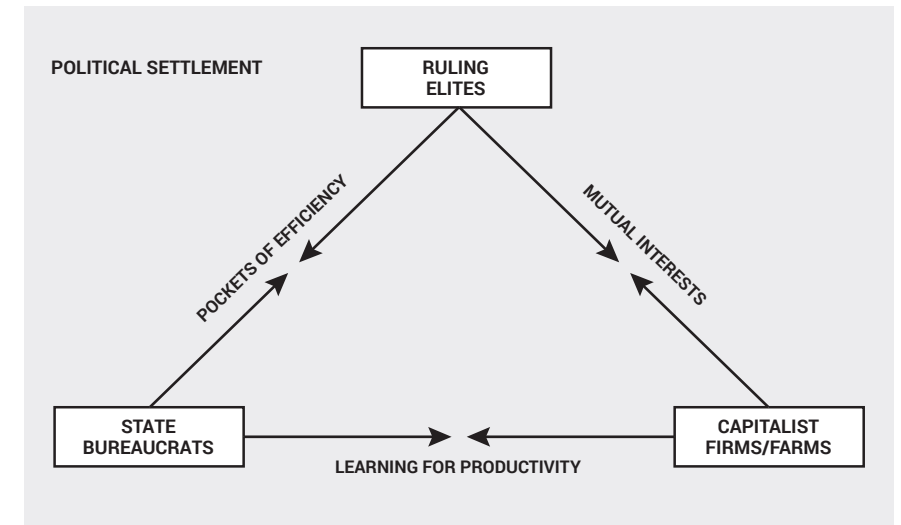 POLITICAL SETTLEMENT
RULING
ELITES
POCKETS OF EFFICIENCY
MUTUAL INTERESTS
STATE
BUREAUCRATS
CAPITALIST
FIRMS/FARMS
LEARNING FOR PRODUCTIVITY